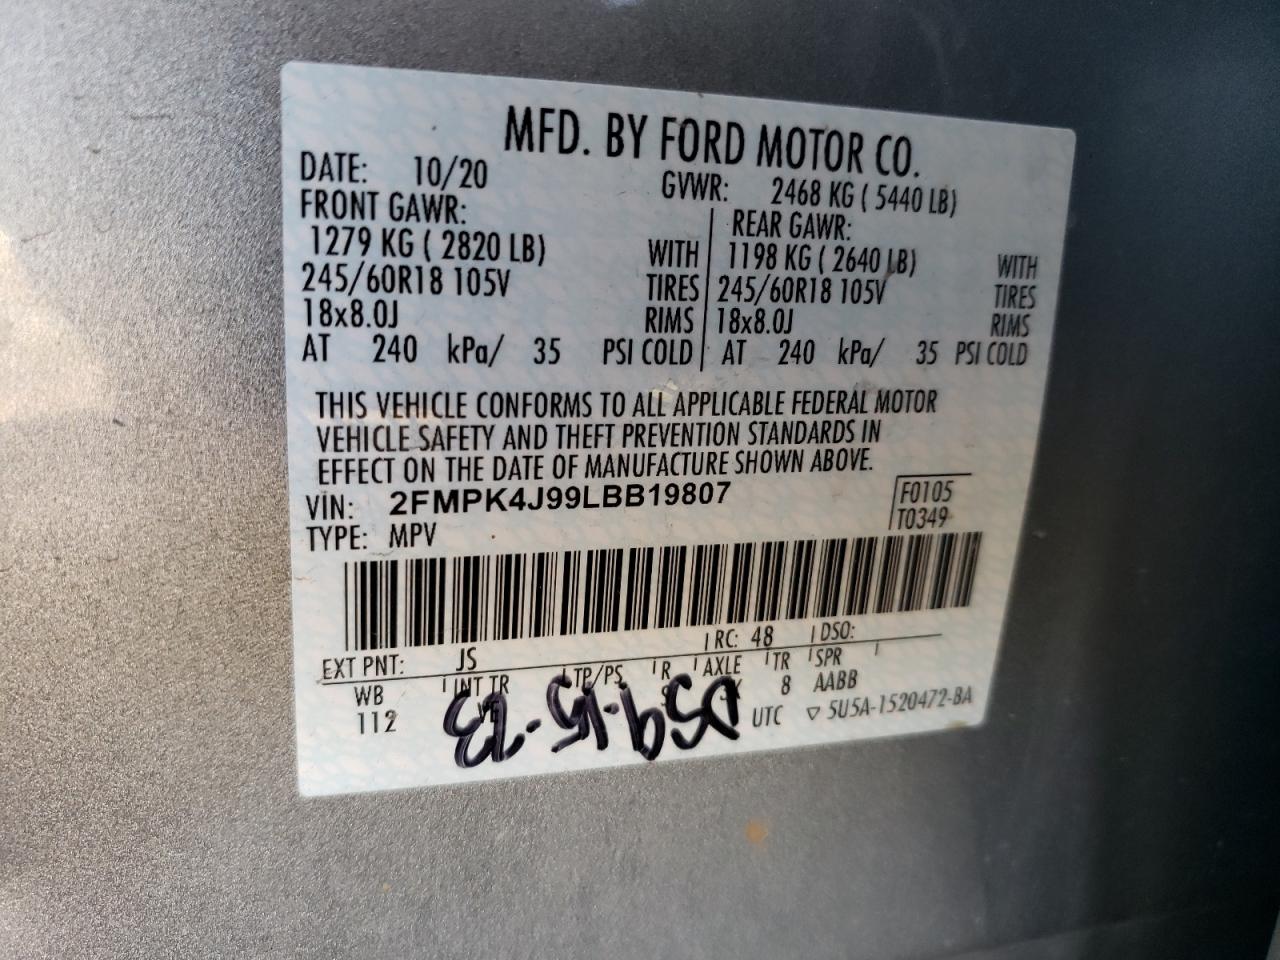 MFD. BY FORD MOTOR CO.
DATE: 10/20 GVWR: 2468 KG ( 5440 LB)
FRONT GAWR: REAR GAWR:
1279 KG ( 2820 LB) WITH 1198 KG ( 2640 LB) WITH
245/60R18 105V TIRES 245/60R18 105V TIRES
18x8.0J RIMS 18x8.0J RIMS
AT 240 kPa/ 35 PSI COLD AT 240 kPa/ 35 PSI COLD
THIS VEHICLE CONFORMS TO ALL APPLICABLE FEDERAL MOTOR
VEHICLE SAFETY AND THEFT PREVENTION STANDARDS IN
EFFECT ON THE DATE OF MANUFACTURE SHOWN ABOVE.
VIN: 2FMPK4J99LBB19807 F0105
TYPE: MPV T0349
EXT PNT: JS RC: 48 DSO:
WB INT TR TP/PS R AXLE TR SPR
112 8 AABB
UTC ▽ 5U5A-1520472-BA
DS9-15-23